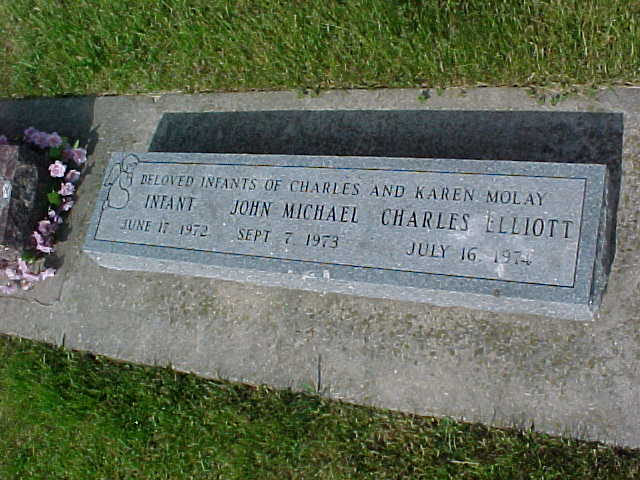 BELOVED INFANTS OF CHARLES AND KAREN MOLAY
INFANT JOHN MICHAEL CHARLES ELLIOTT
JUNE 17, 1972 SEPT. 7, 1973 JULY 16, 1974